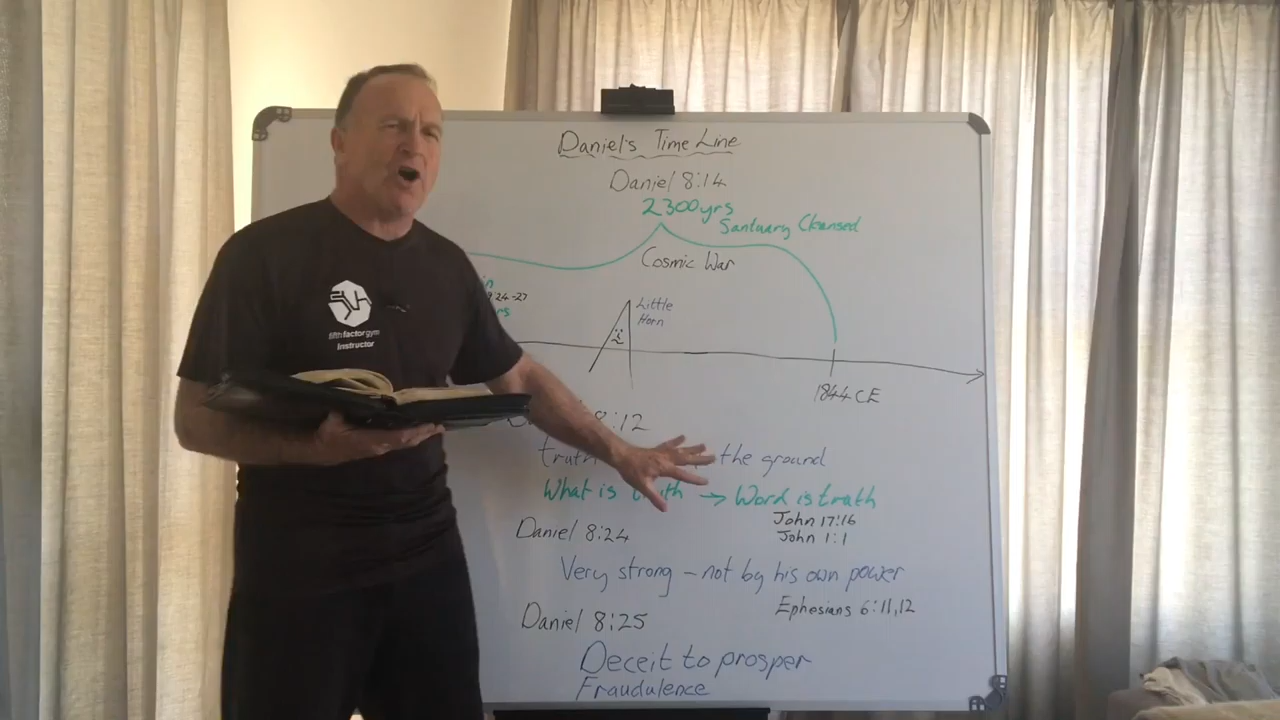 Daniel's Time Line
Daniel 8:14
2300yrs
Santuary Cleansed
Cosmic War
9:24-27
Little
Horn
1844 CE
8:12
truth the ground
What is truth → Word is truth
John 17:16
John 1:1
Daniel 8:24
Very strong – not by his own power
Ephesians 6:11,12
Daniel 8:25
Deceit to prosper
Fraudulence
fifth factor gym
Instructor